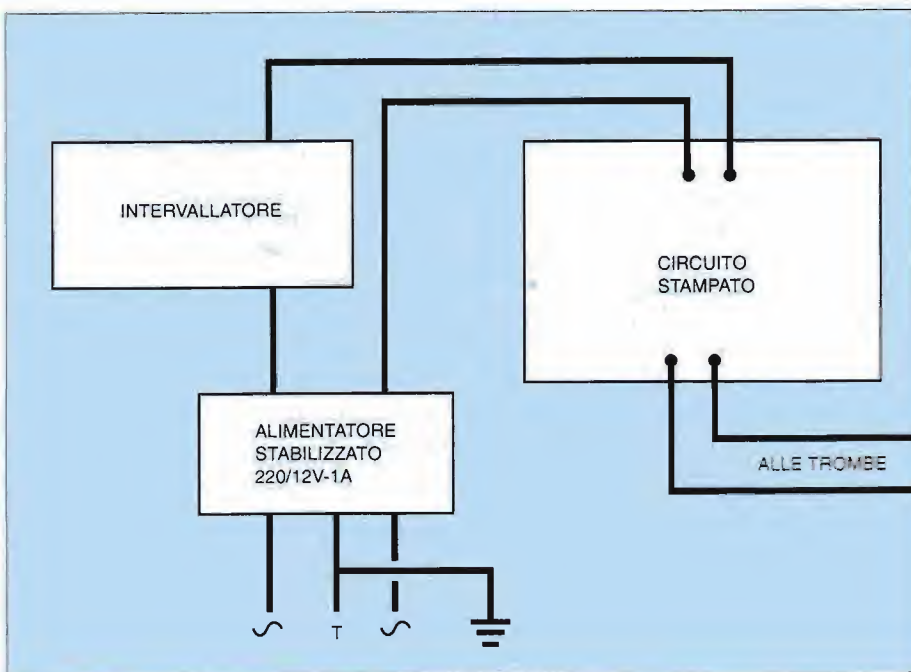 INTERVALLATORE
CIRCUITO
STAMPATO
ALIMENTATORE
STABILIZZATO
220/12V-1A
ALLE TROMBE
T